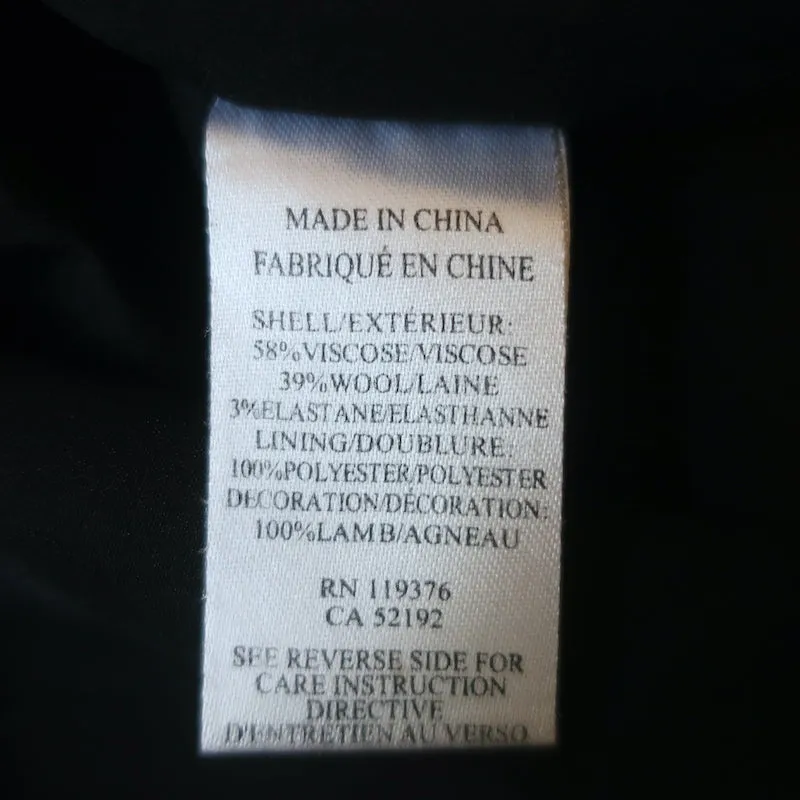 MADE IN CHINA
FABRIQUÉ EN CHINE
SHELL/EXTÉRIEUR:
58%VISCOSE/VISCOSE
39%WOOL/LAINE
3%ELASTANE/ELASTHANNE
LINING/DOUBLURE:
100%POLYESTER/POLYESTER
DECORATION/DÉCORATION:
100%LAMB/AGNEAU
RN 119376
CA 52192
SEE REVERSE SIDE FOR
CARE INSTRUCTION
DIRECTIVE
D'ENTRETIEN AU VERSO